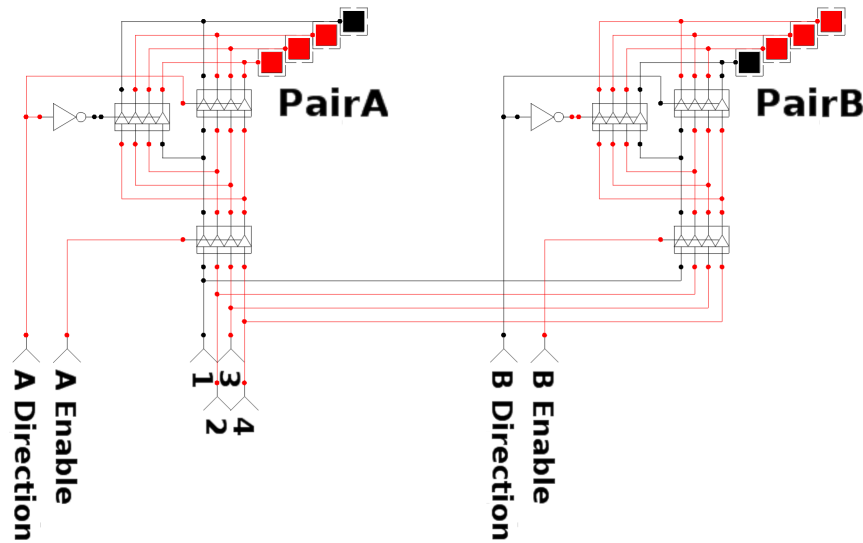 PairA
PairB
A Direction
A Enable
1
3
2
4
B Direction
B Enable